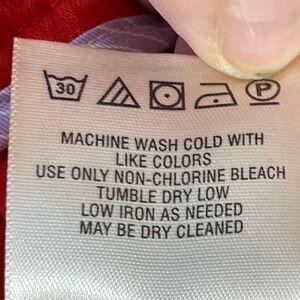 30 P
MACHINE WASH COLD WITH
LIKE COLORS
USE ONLY NON-CHLORINE BLEACH
TUMBLE DRY LOW
LOW IRON AS NEEDED
MAY BE DRY CLEANED